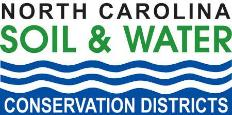 NORTH CAROLINA
SOIL & WATER
CONSERVATION DISTRICTS